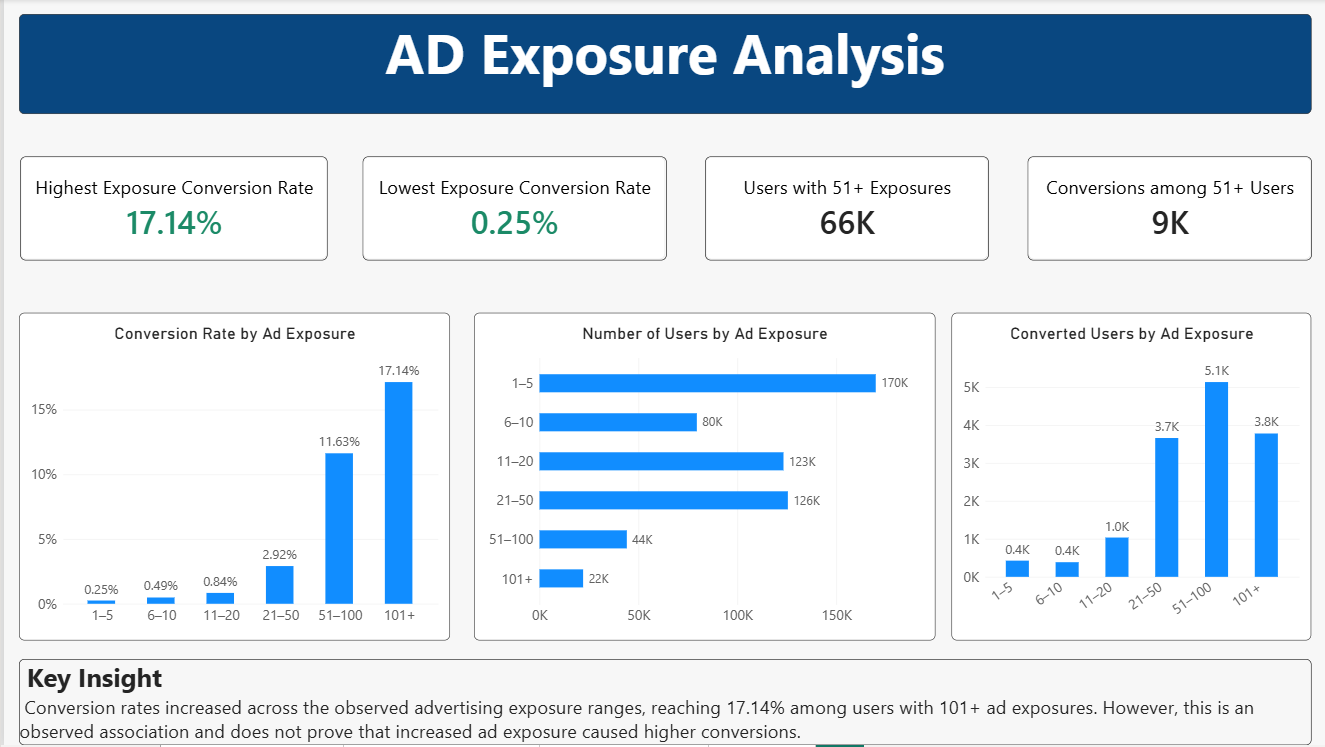 AD Exposure Analysis
Highest Exposure Conversion Rate
17.14%
Lowest Exposure Conversion Rate
0.25%
Users with 51+ Exposures
66K
Conversions among 51+ Users
9K
Conversion Rate by Ad Exposure
15%
10%
5%
0%
0.25%
0.49%
0.84%
2.92%
11.63%
17.14%
1–5
6–10
11–20
21–50
51–100
101+
Number of Users by Ad Exposure
1–5 170K
6–10 80K
11–20 123K
21–50 126K
51–100 44K
101+ 22K
0K 50K 100K 150K
Converted Users by Ad Exposure
5K
4K
3K
2K
1K
0K
0.4K
0.4K
1.0K
3.7K
5.1K
3.8K
1–5
6–10
11–20
21–50
51–100
101+
Key Insight
Conversion rates increased across the observed advertising exposure ranges, reaching 17.14% among users with 101+ ad exposures. However, this is an
observed association and does not prove that increased ad exposure caused higher conversions.